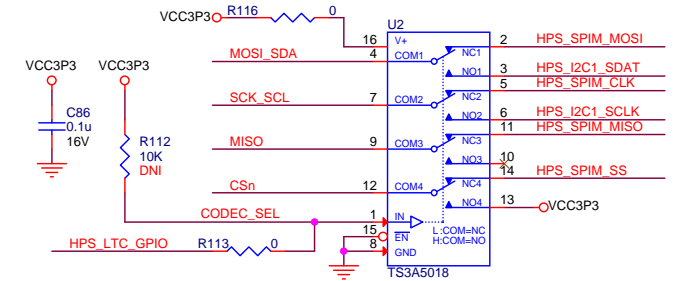 VCC3P3 R116 0
U2
16 V+
MOSI_SDA 4 COM1 NC1 2 HPS_SPIM_MOSI
NO1 3 HPS_I2C1_SDAT
VCC3P3 VCC3P3
SCK_SCL 7 COM2 NC2 5 HPS_SPIM_CLK
NO2 6 HPS_I2C1_SCLK
C86
0.1u
16V
R112
10K
DNI
MISO 9 COM3 NC3 11 HPS_SPIM_MISO
NO3 10
CSn 12 COM4 NC4 14 HPS_SPIM_SS
NO4 13 VCC3P3
CODEC_SEL 1 IN
L:COM=NC
H:COM=NO
15 EN
HPS_LTC_GPIO R113 0 8 GND
TS3A5018